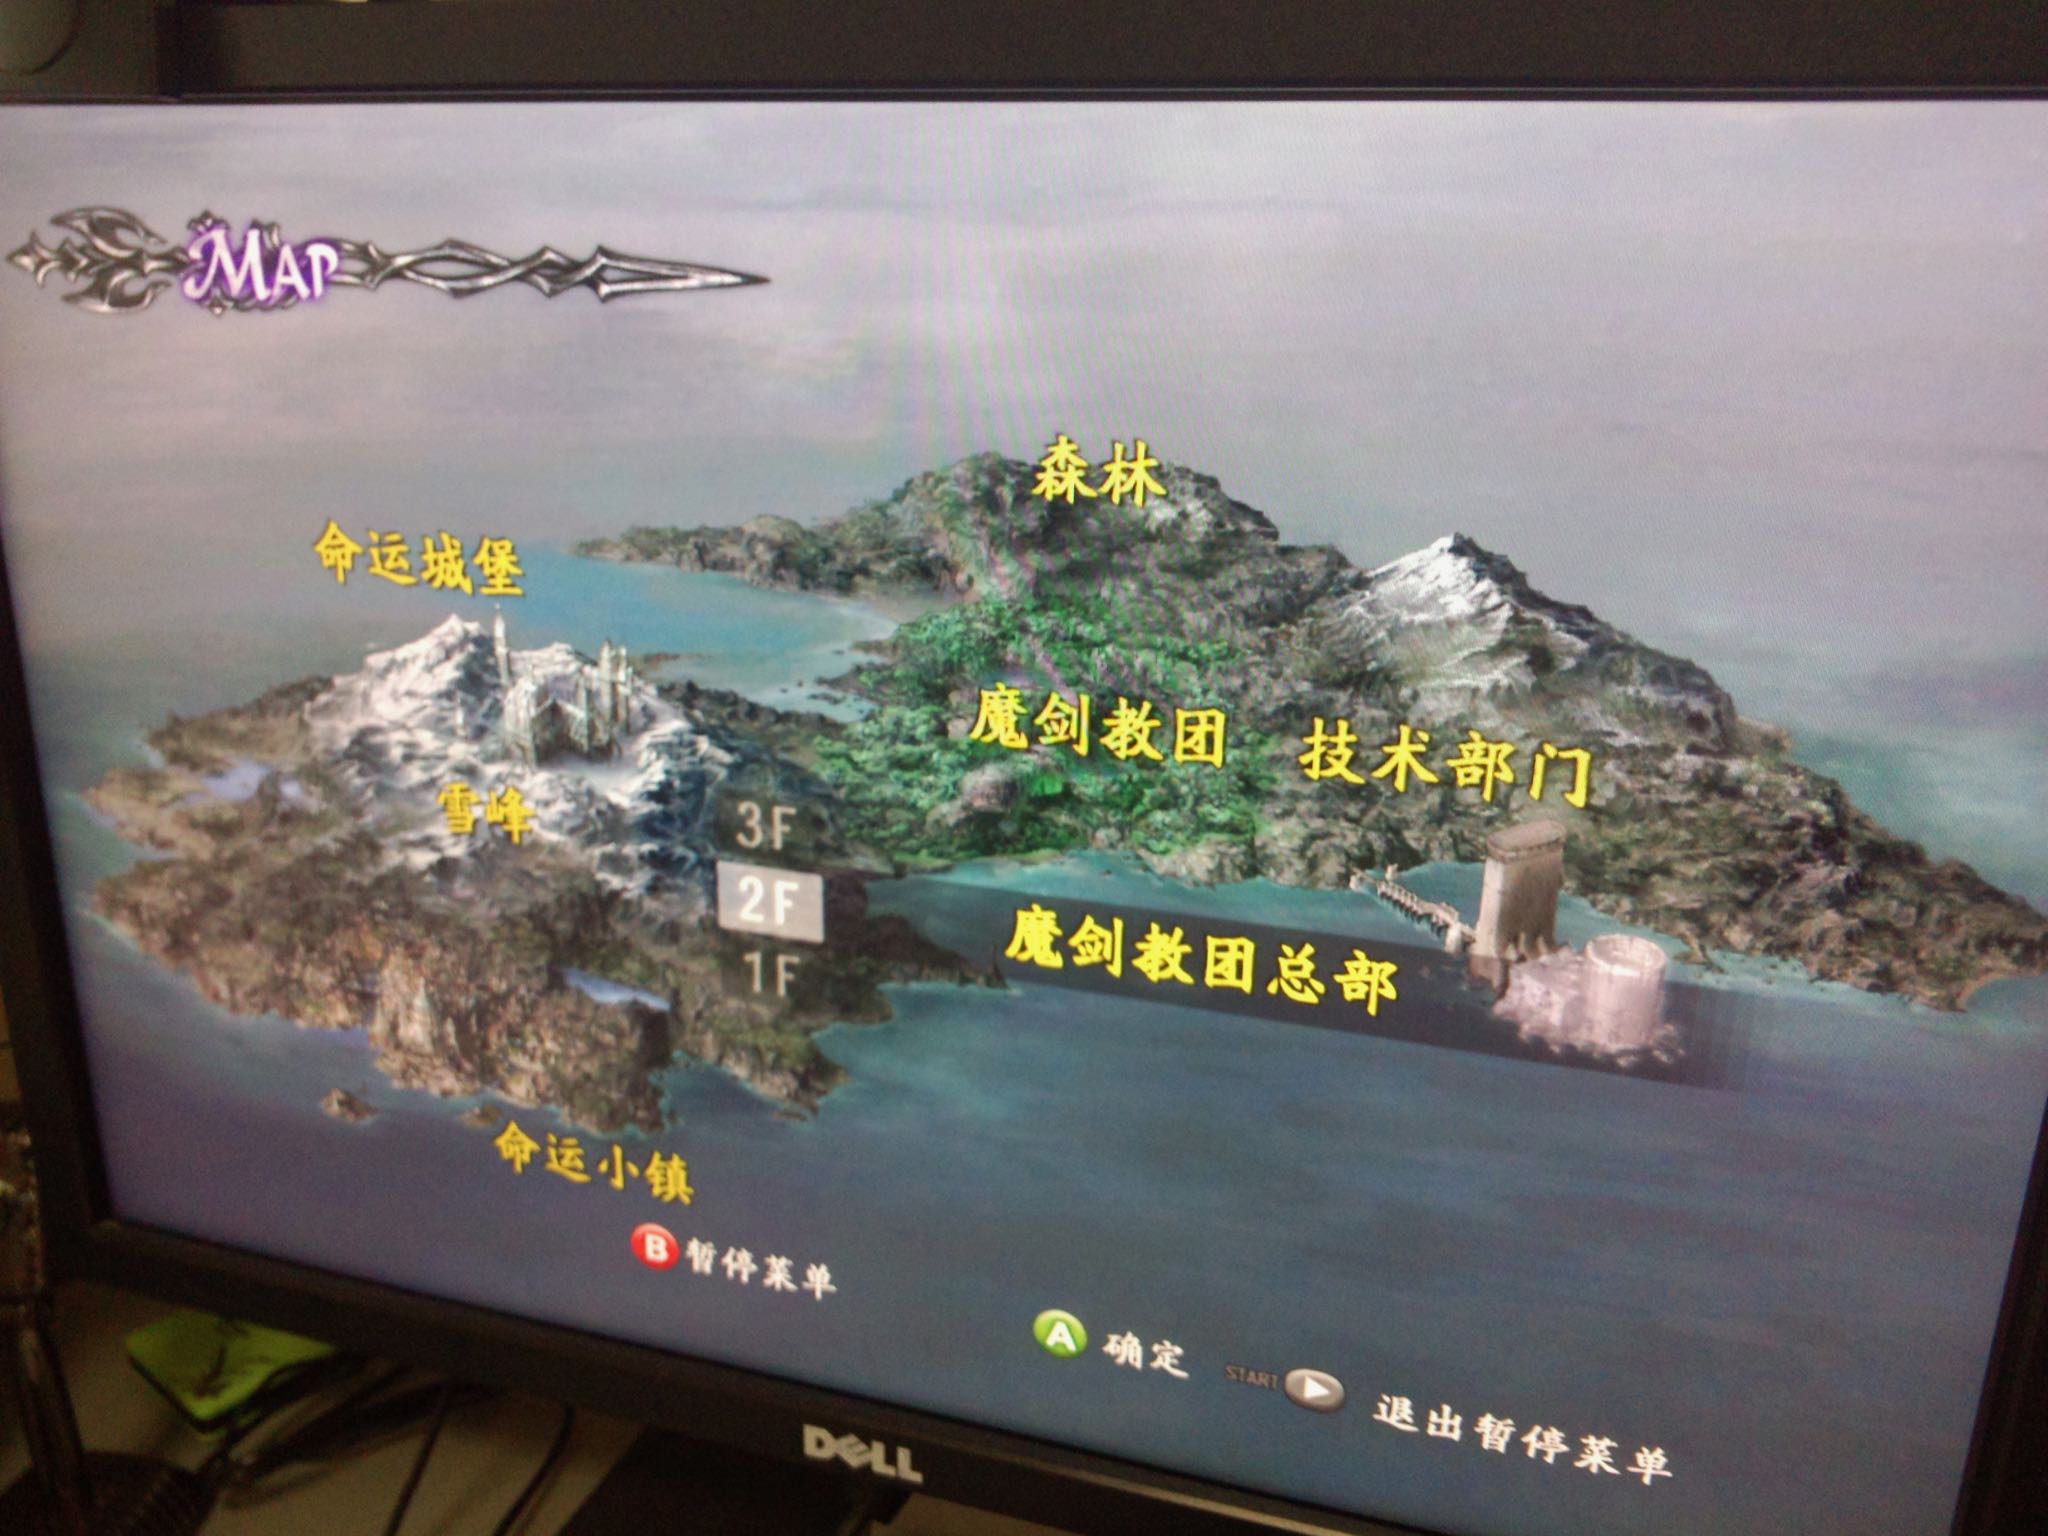 MAP
森林
命运城堡
魔剑教团 技术部门
雪峰
3F
2F
魔剑教团总部
1F
命运小镇
B 暂停菜单
A 确定
START 退出暂停菜单
DELL